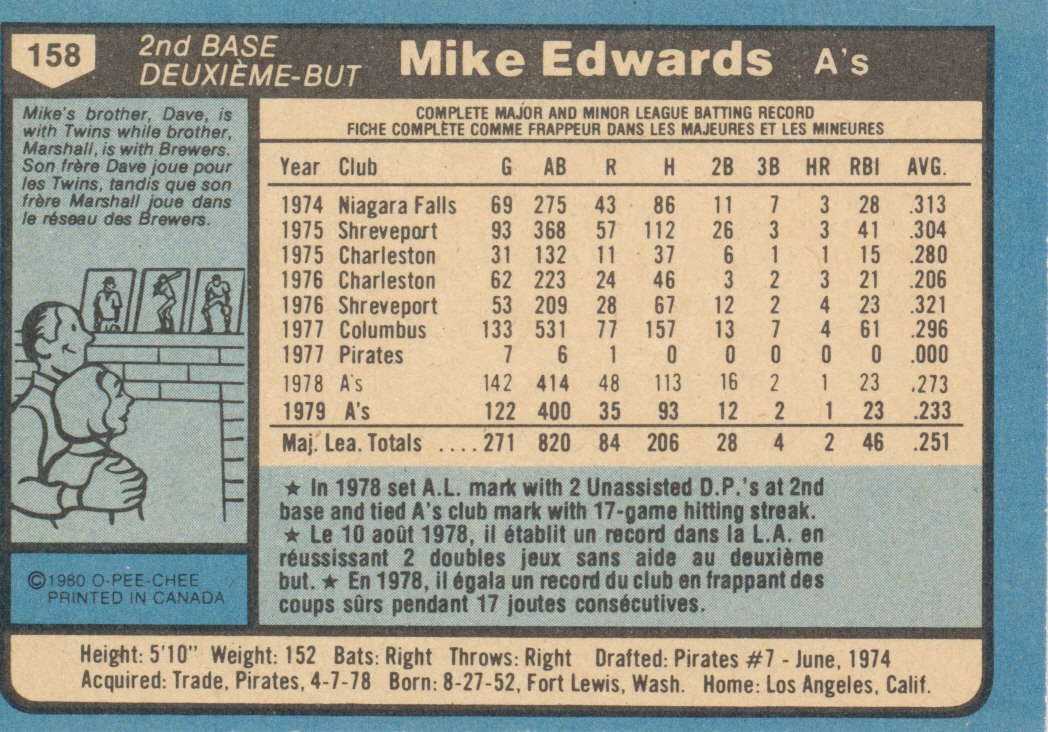 158
2nd BASE
DEUXIÈME-BUT
Mike Edwards A's
Mike's brother, Dave, is
with Twins while brother,
Marshall, is with Brewers.
Son frère Dave joue pour
les Twins, tandis que son
frère Marshall joue dans
le réseau des Brewers.
COMPLETE MAJOR AND MINOR LEAGUE BATTING RECORD
FICHE COMPLÈTE COMME FRAPPEUR DANS LES MAJEURES ET LES MINEURES
Year Club G AB R H 2B 3B HR RBI AVG.
1974 Niagara Falls 69 275 43 86 11 7 3 28 .313
1975 Shreveport 93 368 57 112 26 3 3 41 .304
1975 Charleston 31 132 11 37 6 1 1 15 .280
1976 Charleston 62 223 24 46 3 2 3 21 .206
1976 Shreveport 53 209 28 67 12 2 4 23 .321
1977 Columbus 133 531 77 157 13 7 4 61 .296
1977 Pirates 7 6 1 0 0 0 0 0 .000
1978 A's 142 414 48 113 16 2 1 23 .273
1979 A's 122 400 35 93 12 2 1 23 .233
Maj. Lea. Totals .... 271 820 84 206 28 4 2 46 .251
★ In 1978 set A.L. mark with 2 Unassisted D.P.'s at 2nd
base and tied A's club mark with 17-game hitting streak.
★ Le 10 août 1978, il établit un record dans la L.A. en
réussissant 2 doubles jeux sans aide au deuxième
but. ★ En 1978, il égala un record du club en frappant des
coups sûrs pendant 17 joutes consécutives.
©1980 O-PEE-CHEE
PRINTED IN CANADA
Height: 5'10" Weight: 152 Bats: Right Throws: Right Drafted: Pirates #7 - June, 1974
Acquired: Trade, Pirates, 4-7-78 Born: 8-27-52, Fort Lewis, Wash. Home: Los Angeles, Calif.